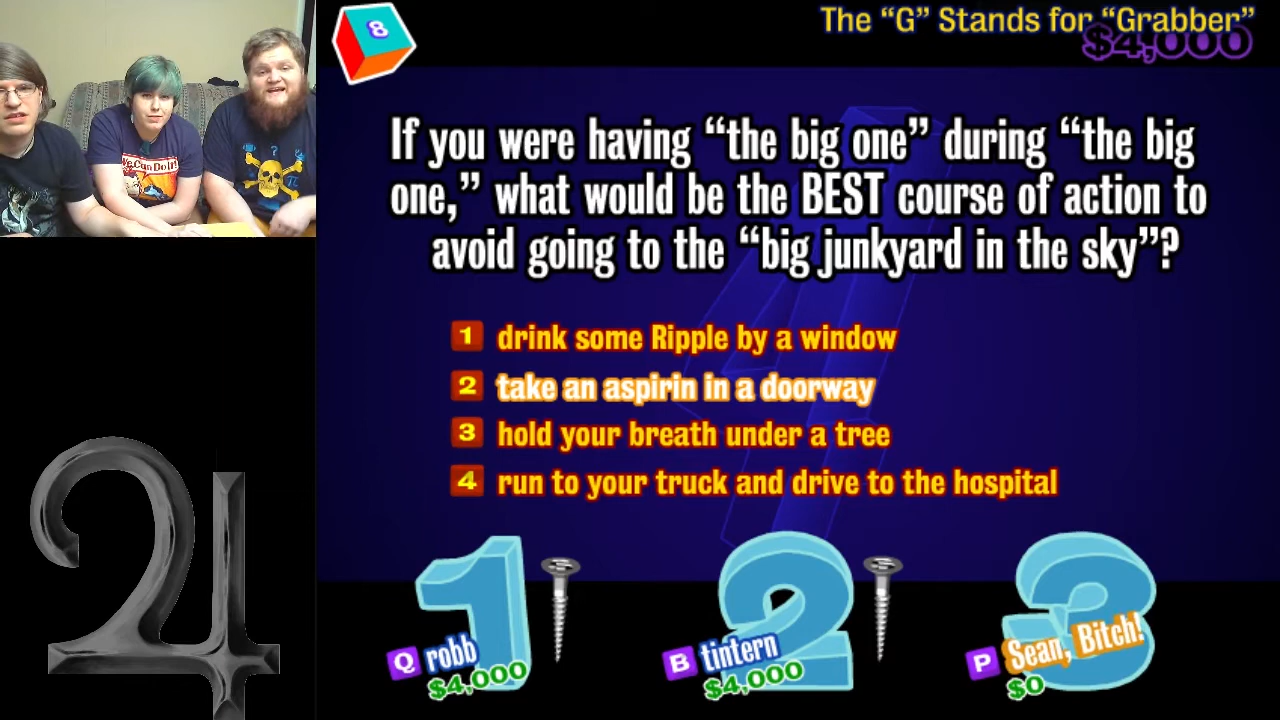 8
The “G” Stands for “Grabber”
$4,000
If you were having “the big one” during “the big
one,” what would be the BEST course of action to
avoid going to the “big junkyard in the sky”?
1 drink some Ripple by a window
2 take an aspirin in a doorway
3 hold your breath under a tree
4 run to your truck and drive to the hospital
We Can Do It!
1 2 3
Q robb
$4,000
B tintern
$4,000
P Sean, Bitch!
$0